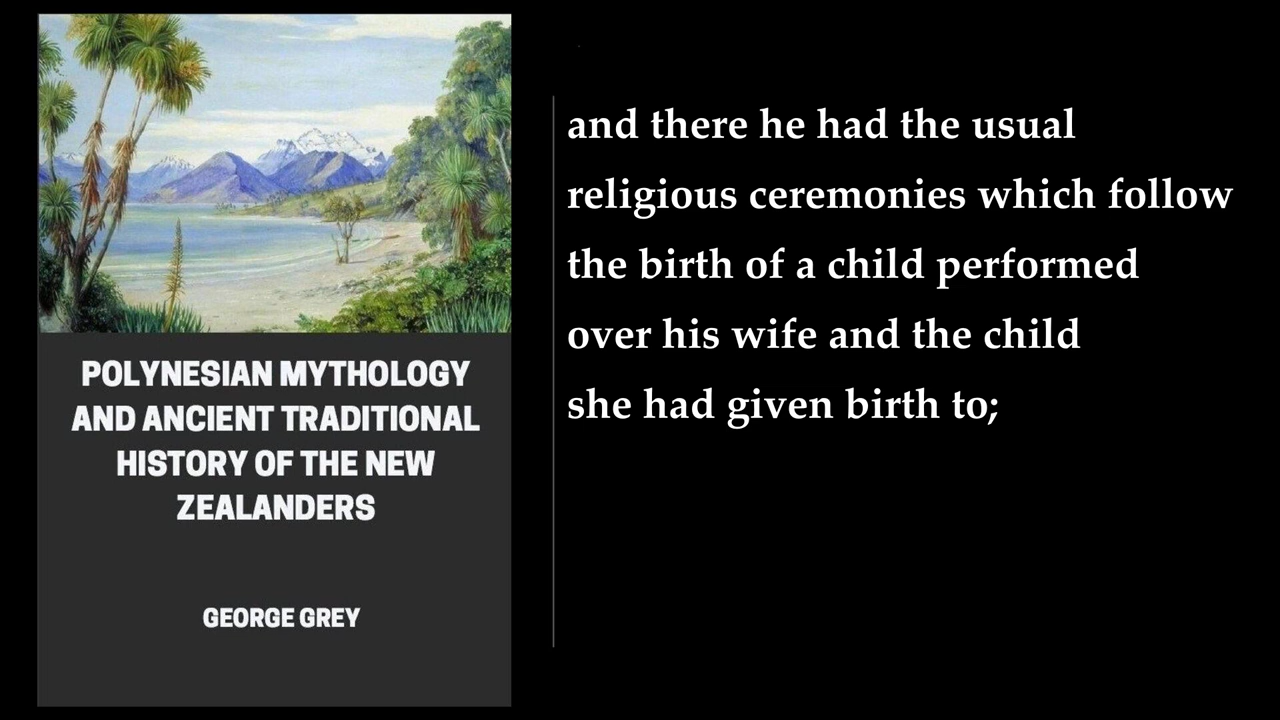 POLYNESIAN MYTHOLOGY
AND ANCIENT TRADITIONAL
HISTORY OF THE NEW
ZEALANDERS
GEORGE GREY
and there he had the usual
religious ceremonies which follow
the birth of a child performed
over his wife and the child
she had given birth to;